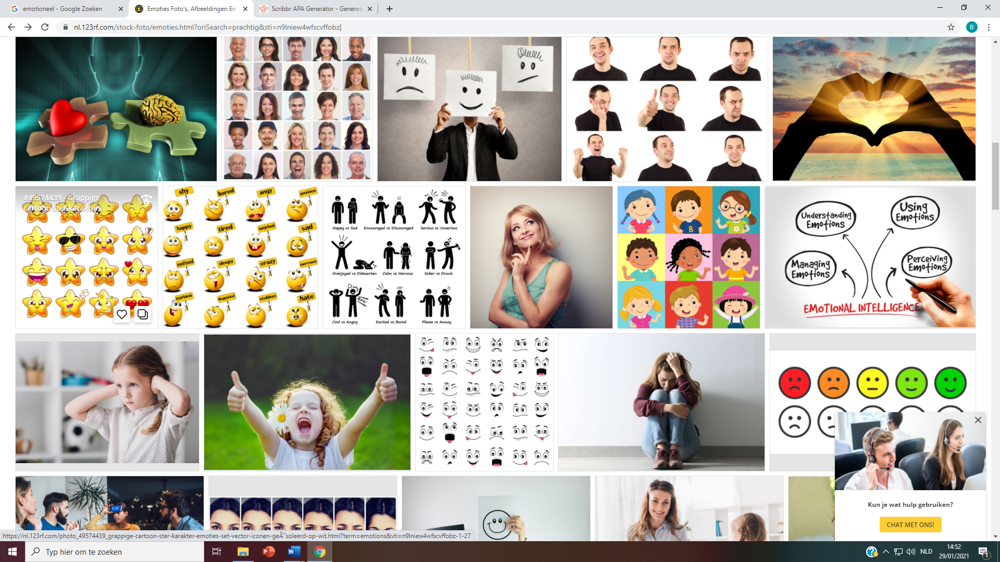 emotioneel - Google Zoeken
Emoties Foto's, Afbeeldingen En
Scribbr APA Generator - Generee
nl.123rf.com/stock-foto/emoties.html?oriSearch=prachtig&sti=n9lniew4wfscvffobz
B
#49574439 - Grappige
cartoon ster karakter
?
shy
bored
angy
anxious
happy
tired
surprised
sad
confused
sleepy
crazy
nervous
curious
disappointed
stubbon
hate
Happy vs Sad
Encouraged vs Discouraged
Serious vs Unserious
Overjoyed vs Dishearten
Calm vs Nervous
Sober vs Drunk
Cool vs Angry
Excited vs Bored
Please vs Annoy
B
Understanding
Emotions
Using
Emotions
Managing
Emotions
Perceiving
Emotions
EMOTIONAL INTELLIGENCE
CAT
Kun je wat hulp gebruiken?
CHAT MET ONS!
https://nl.123rf.com/photo_49574439_grappige-cartoon-ster-karakter-emoties-set-vector-iconen-geÃ¯soleerd-op-wit.html?term=emotions&vti=n9lniew4wfscvffobz-1-27
Typ hier om te zoeken
NLD
14:52
29/01/2021
1